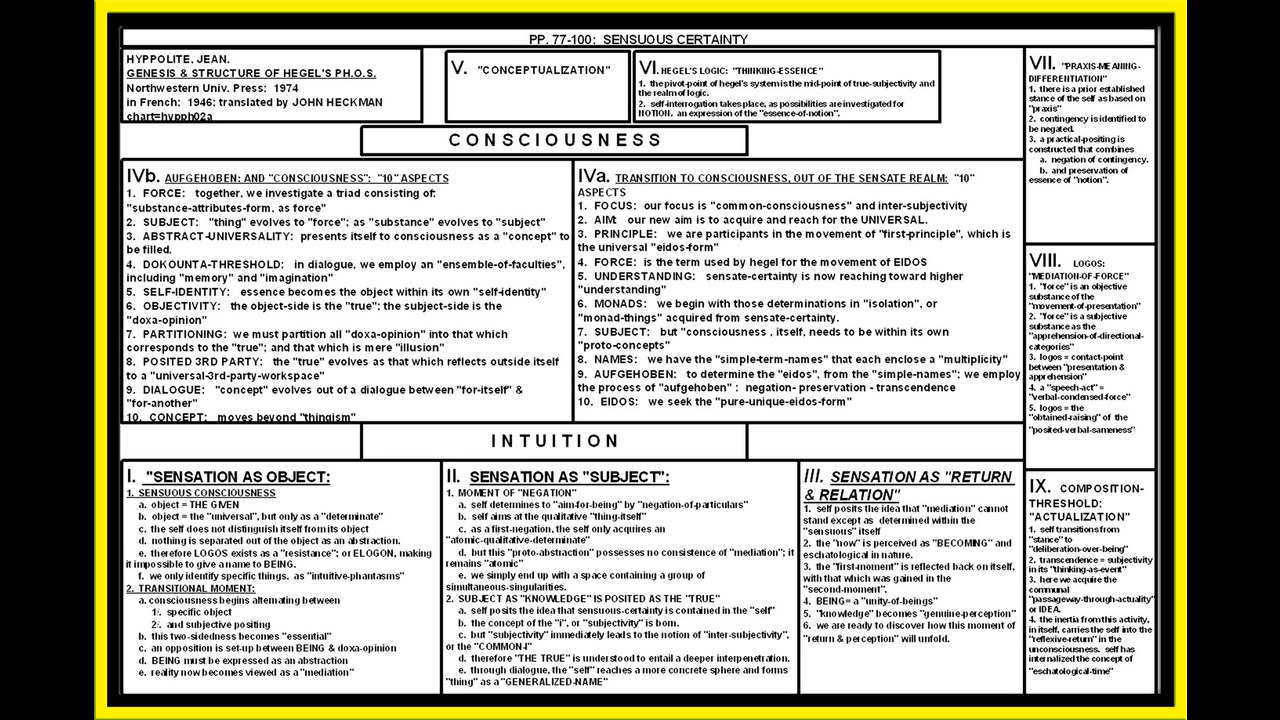 PP. 77-100: SENSUOUS CERTAINTY
HYPPOLITE, JEAN.
GENESIS & STRUCTURE OF HEGEL'S PH.O.S.
Northwestern Univ. Press: 1974
in French: 1946; translated by JOHN HECKMAN
chart=hypph02a
V. "CONCEPTUALIZATION"
VI. HEGEL'S LOGIC: "THINKING-ESSENCE"
1. the pivot-point of hegel's system is the mid-point of true-subjectivity and
the realm of logic.
2. self-interrogation takes place, as possibilities are investigated for
NOTION. an expression of the "essence-of-notion".
CONSCIOUSNESS
IVb. AUFGEHOBEN: AND "CONSCIOUSNESS": "10" ASPECTS
1. FORCE: together, we investigate a triad consisting of:
"substance-attributes-form, as force"
2. SUBJECT: "thing" evolves to "force"; as "substance" evolves to "subject"
3. ABSTRACT-UNIVERSALITY: presents itself to consciousness as a "concept" to
be filled.
4. DOKOUNTA-THRESHOLD: in dialogue, we employ an "ensemble-of-faculties",
including "memory" and "imagination"
5. SELF-IDENTITY: essence becomes the object within its own "self-identity"
6. OBJECTIVITY: the object-side is the "true"; the subject-side is the
"doxa-opinion"
7. PARTITIONING: we must partition all "doxa-opinion" into that which
corresponds to the "true"; and that which is mere "illusion"
8. POSITED 3RD PARTY: the "true" evolves as that which reflects outside itself
to a "universal-3rd-party-workspace"
9. DIALOGUE: "concept" evolves out of a dialogue between "for-itself" &
"for-another"
10. CONCEPT: moves beyond "thingism"
IVa. TRANSITION TO CONSCIOUSNESS, OUT OF THE SENSATE REALM: "10"
ASPECTS
1. FOCUS: our focus is "common-consciousness" and inter-subjectivity
2. AIM: our new aim is to acquire and reach for the UNIVERSAL.
3. PRINCIPLE: we are participants in the movement of "first-principle", which is
the universal "eidos-form"
4. FORCE: is the term used by hegel for the movement of EIDOS
5. UNDERSTANDING: sensate-certainty is now reaching toward higher
"understanding"
6. MONADS: we begin with those determinations in "isolation", or
"monad-things" acquired from sensate-certainty.
7. SUBJECT: but "consciousness , itself, needs to be within its own
"proto-concepts"
8. NAMES: we have the "simple-term-names" that each enclose a "multiplicity"
9. AUFGEHOBEN: to determine the "eidos", from the "simple-names"; we employ
the process of "aufgehoben" : negation- preservation - transcendence
10. EIDOS: we seek the "pure-unique-eidos-form"
INTUITION
I. "SENSATION AS OBJECT:
1. SENSUOUS CONSCIOUSNESS
a. object = THE GIVEN
b. object = the "universal", but only as a "determinate"
c. the self does not distinguish itself from its object
d. nothing is separated out of the object as an abstraction.
e. therefore LOGOS exists as a "resistance"; or ELOGON, making
it impossible to give a name to BEING.
f. we only identify specific things. as "intuitive-phantasms"
2. TRANSITIONAL MOMENT:
a. consciousness begins alternating between
1:. specific object
2:. and subjective positing
b. this two-sidedness becomes "essential"
c. an opposition is set-up between BEING & doxa-opinion
d. BEING must be expressed as an abstraction
e. reality now becomes viewed as a "mediation"
II. SENSATION AS "SUBJECT":
1. MOMENT OF "NEGATION"
a. self determines to "aim-for-being" by "negation-of-particulars"
b. self aims at the qualitative "thing-itself"
c. as a first-negation, the self only acquires an
"atomic-qualitative-determinate"
d. but this "proto-abstraction" possesses no consistence of "mediation"; it
remains "atomic"
e. we simply end up with a space containing a group of
simultaneous-singularities.
2. SUBJECT AS "KNOWLEDGE" IS POSITED AS THE "TRUE"
a. self posits the idea that sensuous-certainty is contained in the "self"
b. the concept of the "i", or "subjectivity" is born.
c. but "subjectivity" immediately leads to the notion of "inter-subjectivity",
or the "COMMON-I"
d. therefore "THE TRUE" is understood to entail a deeper interpenetration.
e. through dialogue, the "self" reaches a more concrete sphere and forms
"thing" as a "GENERALIZED-NAME"
III. SENSATION AS "RETURN
& RELATION"
1. self posits the idea that "mediation" cannot
stand except as determined within the
"sensuous" itself
2. the "now" is perceived as "BECOMING" and
eschatological in nature.
3. the "first-moment" is reflected back on itself,
with that which was gained in the
"second-moment".
4. BEING= a "unity-of-beings"
5. "knowledge" becomes "genuine-perception"
6. we are ready to discover how this moment of
"return & perception" will unfold.
VII. "PRAXIS-MEANING-
DIFFERENTIATION"
1. there is a prior established
stance of the self as based on
"praxis"
2. contingency is identified to
be negated.
3. a practical-positing is
constructed that combines
a. negation of contingency.
b. and preservation of
essence of "notion".
VIII. LOGOS:
"MEDIATION-OF-FORCE"
1. "force" is an objective
substance of the
"movement-of-presentation"
2. "force" is a subjective
substance as the
"apprehension-of-directional-
categories"
3. logos = contact-point
between "presentation &
apprehension"
4. a "speech-act" =
"verbal-condensed-force"
5. logos = the
"obtained-raising" of the
"posited-verbal-sameness"
IX. COMPOSITION-
THRESHOLD:
"ACTUALIZATION"
1. self transitions from
"stance" to
"deliberation-over-being"
2. transcendence = subjectivity
in its "thinking-as-event"
3. here we acquire the
communal
"passageway-through-actuality"
or IDEA.
4. the inertia from this activity,
in itself, carries the self into the
"reflexive-return" in the
unconsciousness. self has
internalized the concept of
"eschatological-time"